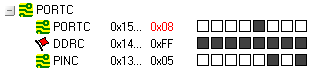 PORTC
PORTC 0x15... 0x08
DDRC 0x14... 0xFF
PINC 0x13... 0x05